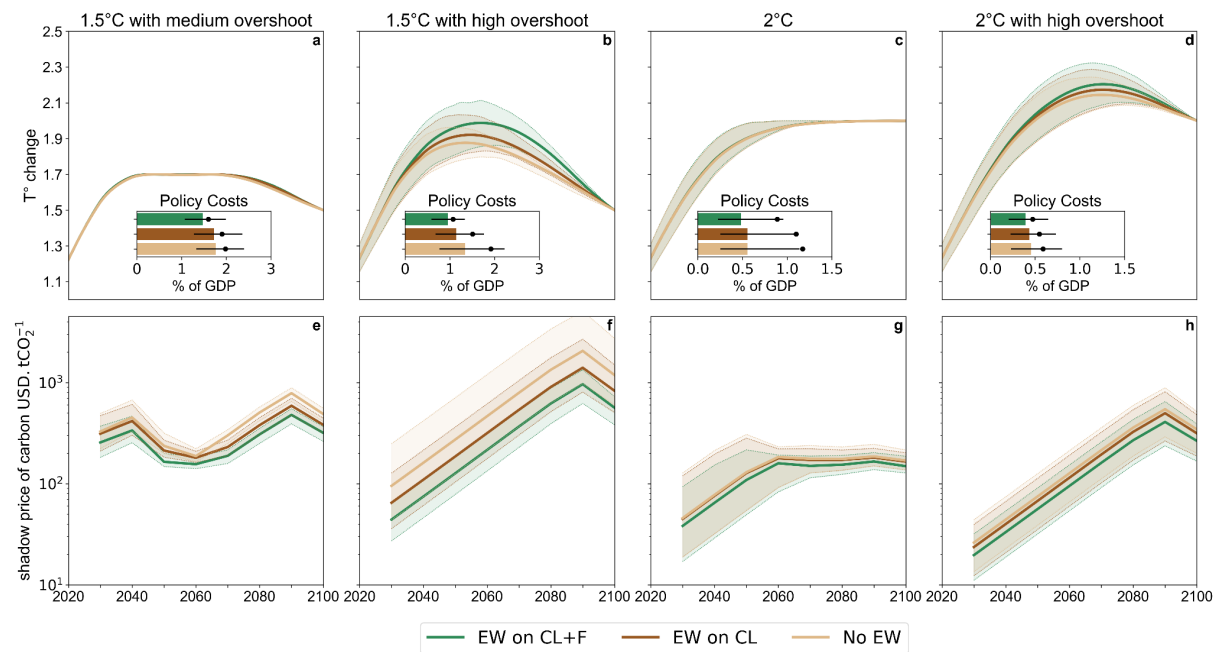 1.5°C with medium overshoot
1.5°C with high overshoot
2°C
2°C with high overshoot
2.5
2.3
2.1
1.9
1.7
1.5
1.3
1.1
T° change
a
Policy Costs
0 1 2 3
% of GDP
b
Policy Costs
0 1 2 3
% of GDP
c
Policy Costs
0.0 0.5 1.0 1.5
% of GDP
d
Policy Costs
0.0 0.5 1.0 1.5
% of GDP
shadow price of carbon USD. tCO₂⁻¹
10³
10²
10¹
e
2020 2040 2060 2080 2100
f
2020 2040 2060 2080 2100
g
2020 2040 2060 2080 2100
h
2020 2040 2060 2080 2100
EW on CL+F
EW on CL
No EW